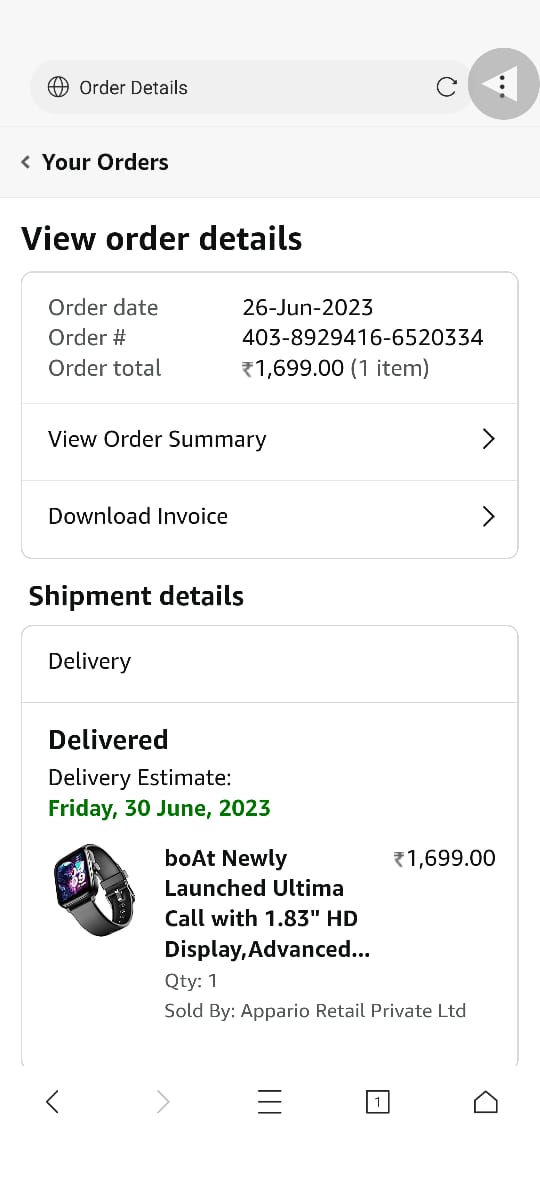 Order Details
Your Orders
View order details
Order date 26-Jun-2023
Order # 403-8929416-6520334
Order total ₹1,699.00 (1 item)
View Order Summary
Download Invoice
Shipment details
Delivery
Delivered
Delivery Estimate:
Friday, 30 June, 2023
boAt Newly ₹1,699.00
Launched Ultima
Call with 1.83" HD
Display,Advanced...
Qty: 1
Sold By: Appario Retail Private Ltd
1